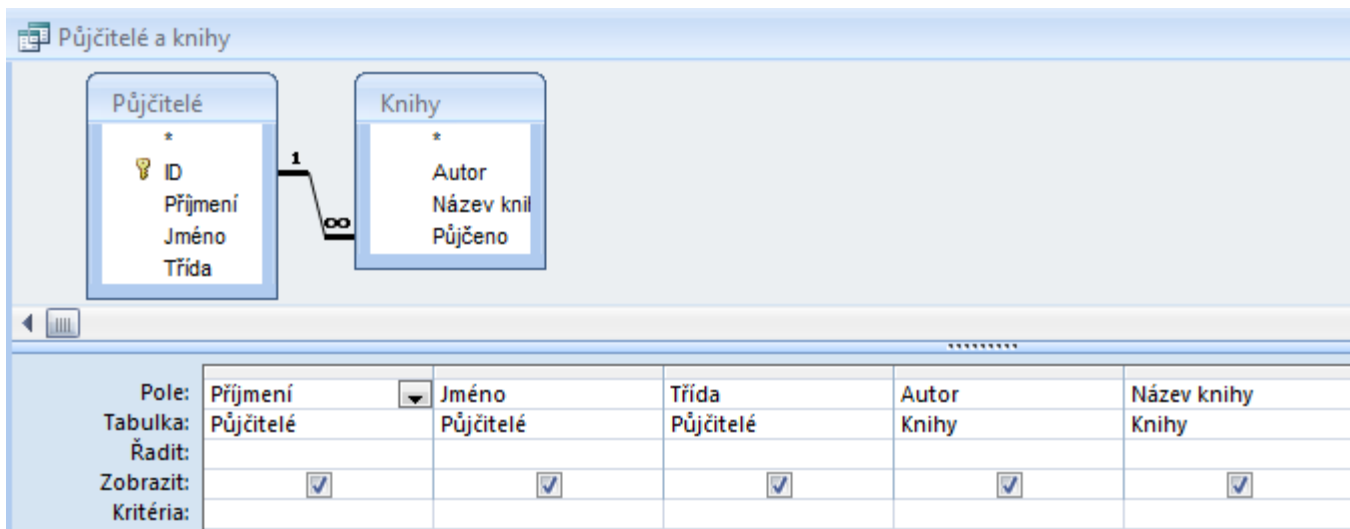 Půjčitelé a knihy
Půjčitelé
*
ID
Příjmení
Jméno
Třída
1
∞
Knihy
*
Autor
Název knil
Půjčeno
Pole: Příjmení Jméno Třída Autor Název knihy
Tabulka: Půjčitelé Půjčitelé Půjčitelé Knihy Knihy
Řadit:
Zobrazit:
Kritéria: